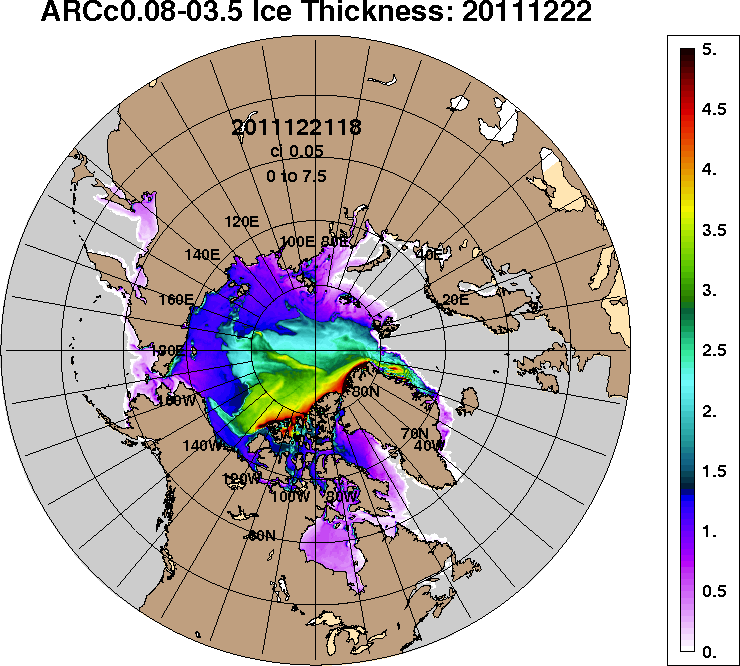 ARCc0.08-03.5 Ice Thickness: 20111222
2011122118
ci 0.05
0 to 7.5
120E
100E 80E
140E
40E
160E
20E
180E
160W
80N
70N
140W
40W
120W
100W 80W
60N
5.
4.5
4.
3.5
3.
2.5
2.
1.5
1.
0.5
0.